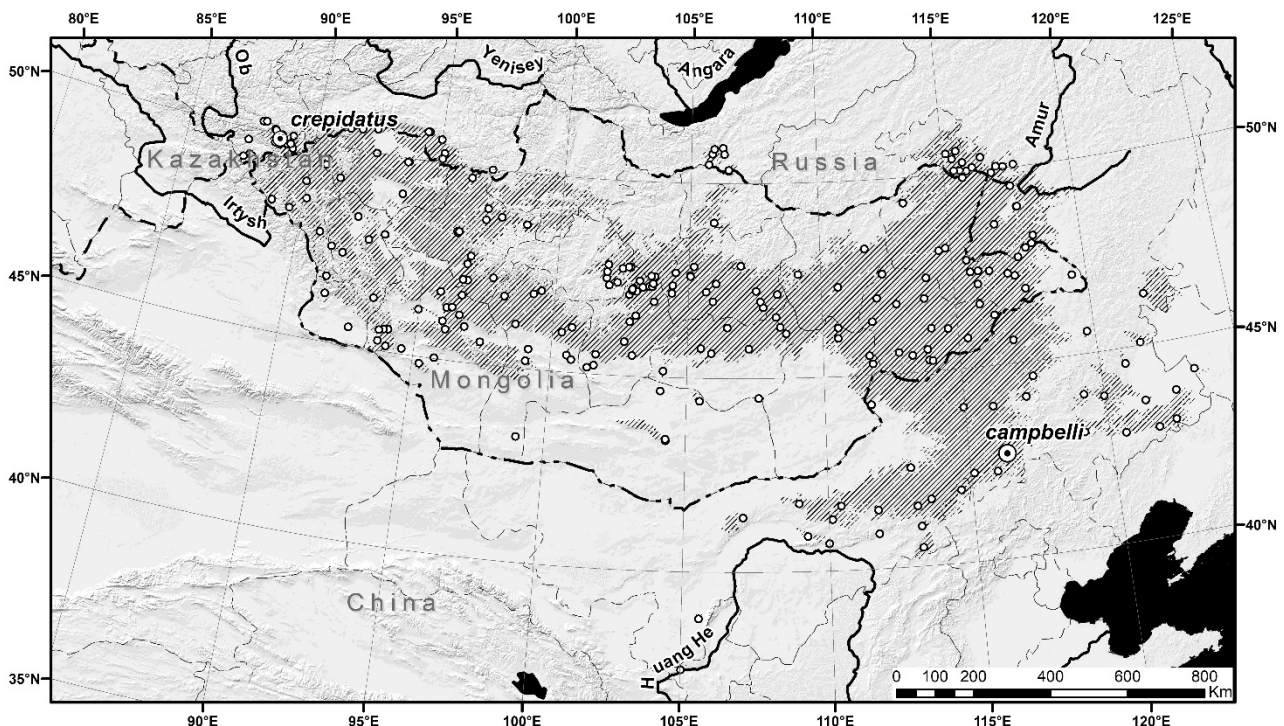 80°E 85°E 90°E 95°E 100°E 105°E 110°E 115°E 120°E 125°E
50°N
Ob
Yenisey
Angara
crepidatus
50°N
Amur
Kazakhstan
Russia
Irtysh
45°N
45°N
Mongolia
campbelli
40°N
40°N
China
Huang He
35°N
0 100 200 400 600 800
Km
90°E 95°E 100°E 105°E 110°E 115°E 120°E